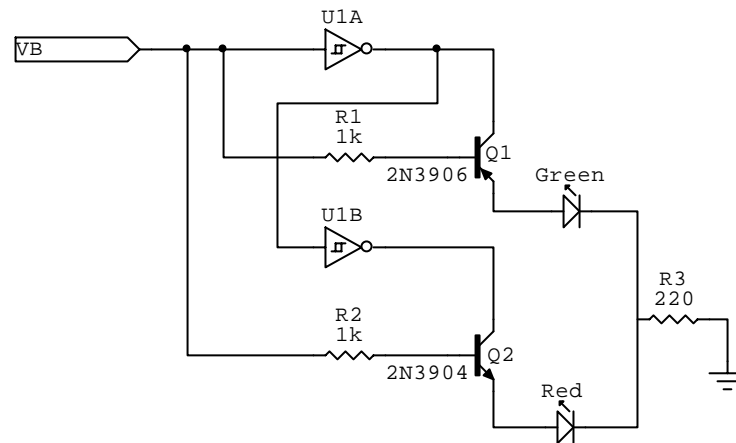 U1A
VB
R1
1k
Q1
2N3906
Green
U1B
R3
220
R2
1k
Q2
2N3904
Red